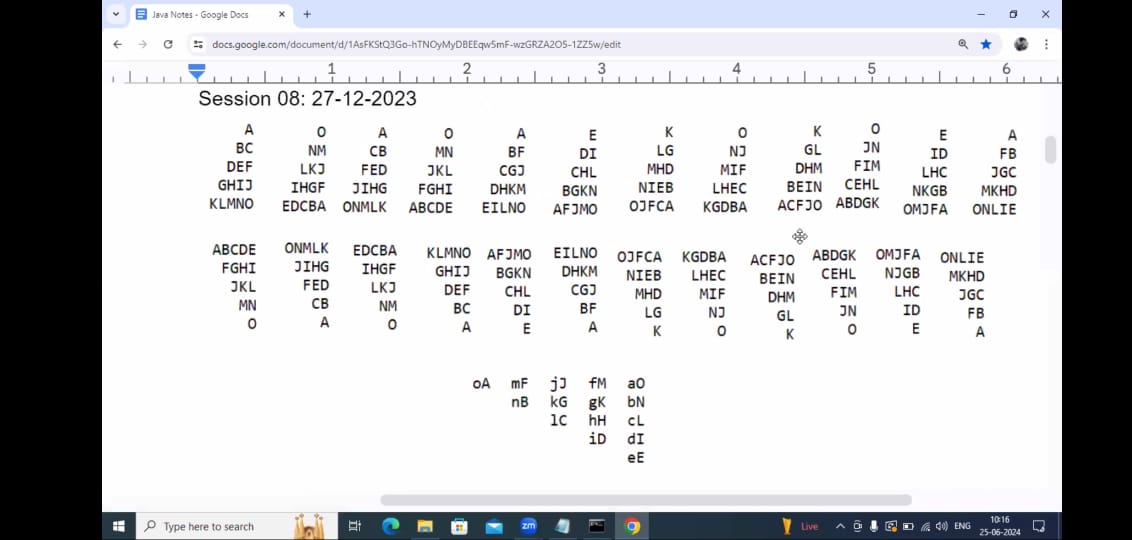 Java Notes - Google Docs
docs.google.com/document/d/1AsFKStQ3Go-hTNOyMyDBEEqw5mF-wzGRZA2O5-1ZZ5w/edit
1 2 3 4 5 6
Session 08: 27-12-2023
A O A O A E K O K O E A
BC NM CB MN BF DI LG NJ GL JN ID FB
DEF LKJ FED JKL CGJ CHL MHD MIF DHM FIM LHC JGC
GHIJ IHGF JIHG FGHI DHKM BGKN NIEB LHEC BEIN CEHL NKGB MKHD
KLMNO EDCBA ONMLK ABCDE EILNO AFJMO OJFCA KGDBA ACFJO ABDGK OMJFA ONLIE
ABCDE ONMLK EDCBA KLMNO AFJMO EILNO OJFCA KGDBA ACFJO ABDGK OMJFA ONLIE
FGHI JIHG IHGF GHIJ BGKN DHKM NIEB LHEC BEIN CEHL NJGB MKHD
JKL FED LKJ DEF CHL CGJ MHD MIF DHM FIM LHC JGC
MN CB NM BC DI BF LG NJ GL JN ID FB
O A O A E A K O K O E A
oA mF jJ fM aO
nB kG gK bN
lC hH cL
iD dI
eE
Type here to search
zm
Live
ENG
10:16
25-06-2024